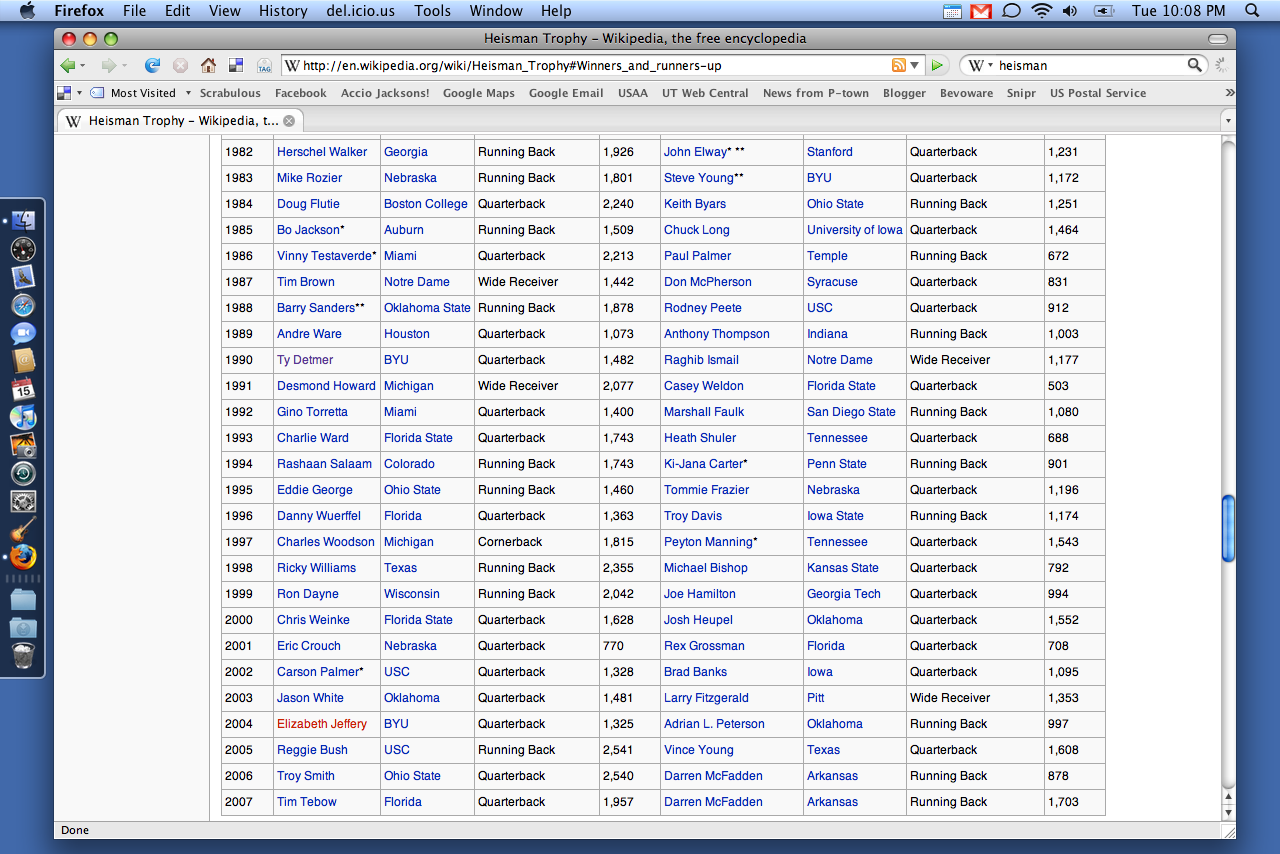 Firefox File Edit View History del.icio.us Tools Window Help Tue 10:08 PM
Heisman Trophy – Wikipedia, the free encyclopedia
TAG W http://en.wikipedia.org/wiki/Heisman_Trophy#Winners_and_runners-up W heisman
Most Visited Scrabulous Facebook Accio Jacksons! Google Maps Google Email USAA UT Web Central News from P-town Blogger Bevoware Snipr US Postal Service »
W Heisman Trophy – Wikipedia, t...
1982 Herschel Walker Georgia Running Back 1,926 John Elway* ** Stanford Quarterback 1,231
1983 Mike Rozier Nebraska Running Back 1,801 Steve Young** BYU Quarterback 1,172
1984 Doug Flutie Boston College Quarterback 2,240 Keith Byars Ohio State Running Back 1,251
1985 Bo Jackson* Auburn Running Back 1,509 Chuck Long University of Iowa Quarterback 1,464
1986 Vinny Testaverde* Miami Quarterback 2,213 Paul Palmer Temple Running Back 672
1987 Tim Brown Notre Dame Wide Receiver 1,442 Don McPherson Syracuse Quarterback 831
1988 Barry Sanders** Oklahoma State Running Back 1,878 Rodney Peete USC Quarterback 912
1989 Andre Ware Houston Quarterback 1,073 Anthony Thompson Indiana Running Back 1,003
1990 Ty Detmer BYU Quarterback 1,482 Raghib Ismail Notre Dame Wide Receiver 1,177
1991 Desmond Howard Michigan Wide Receiver 2,077 Casey Weldon Florida State Quarterback 503
1992 Gino Torretta Miami Quarterback 1,400 Marshall Faulk San Diego State Running Back 1,080
1993 Charlie Ward Florida State Quarterback 1,743 Heath Shuler Tennessee Quarterback 688
1994 Rashaan Salaam Colorado Running Back 1,743 Ki-Jana Carter* Penn State Running Back 901
1995 Eddie George Ohio State Running Back 1,460 Tommie Frazier Nebraska Quarterback 1,196
1996 Danny Wuerffel Florida Quarterback 1,363 Troy Davis Iowa State Running Back 1,174
1997 Charles Woodson Michigan Cornerback 1,815 Peyton Manning* Tennessee Quarterback 1,543
1998 Ricky Williams Texas Running Back 2,355 Michael Bishop Kansas State Quarterback 792
1999 Ron Dayne Wisconsin Running Back 2,042 Joe Hamilton Georgia Tech Quarterback 994
2000 Chris Weinke Florida State Quarterback 1,628 Josh Heupel Oklahoma Quarterback 1,552
2001 Eric Crouch Nebraska Quarterback 770 Rex Grossman Florida Quarterback 708
2002 Carson Palmer* USC Quarterback 1,328 Brad Banks Iowa Quarterback 1,095
2003 Jason White Oklahoma Quarterback 1,481 Larry Fitzgerald Pitt Wide Receiver 1,353
2004 Elizabeth Jeffery BYU Quarterback 1,325 Adrian L. Peterson Oklahoma Running Back 997
2005 Reggie Bush USC Running Back 2,541 Vince Young Texas Quarterback 1,608
2006 Troy Smith Ohio State Quarterback 2,540 Darren McFadden Arkansas Running Back 878
2007 Tim Tebow Florida Quarterback 1,957 Darren McFadden Arkansas Running Back 1,703
Done
15